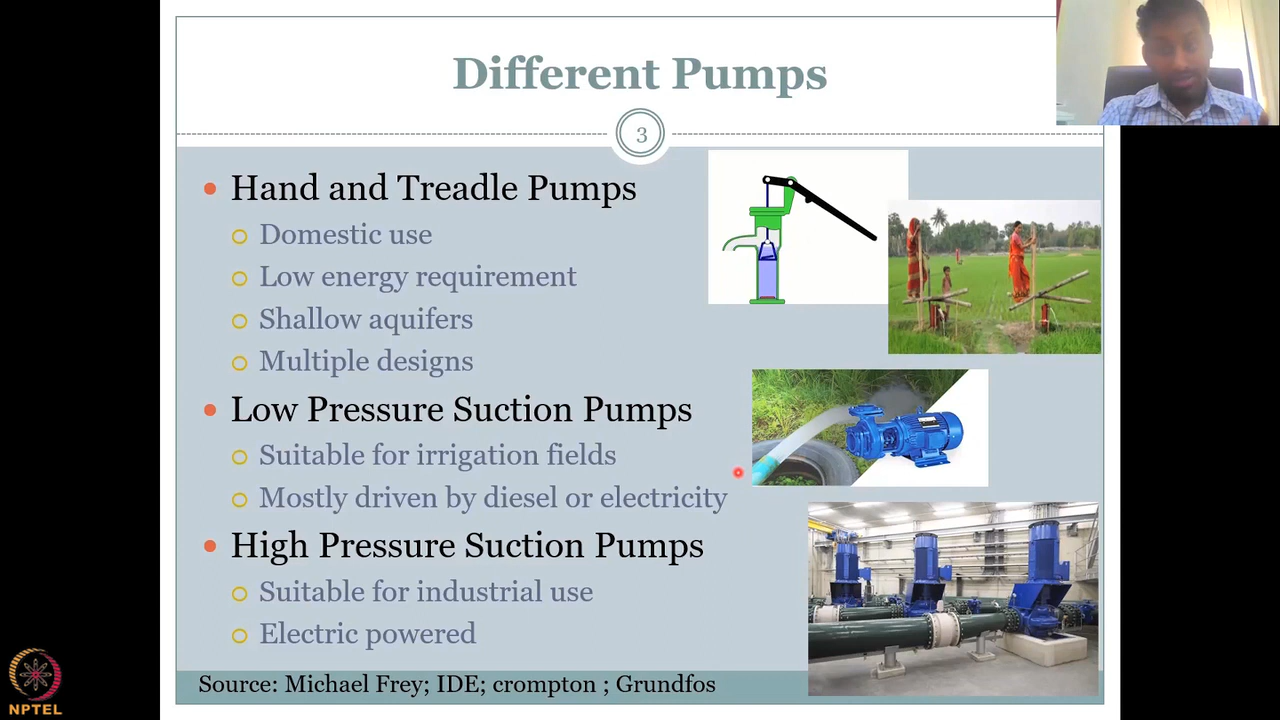 Different Pumps
3
Hand and Treadle Pumps
Domestic use
Low energy requirement
Shallow aquifers
Multiple designs
Low Pressure Suction Pumps
Suitable for irrigation fields
Mostly driven by diesel or electricity
High Pressure Suction Pumps
Suitable for industrial use
Electric powered
Source: Michael Frey; IDE; crompton ; Grundfos
NPTEL